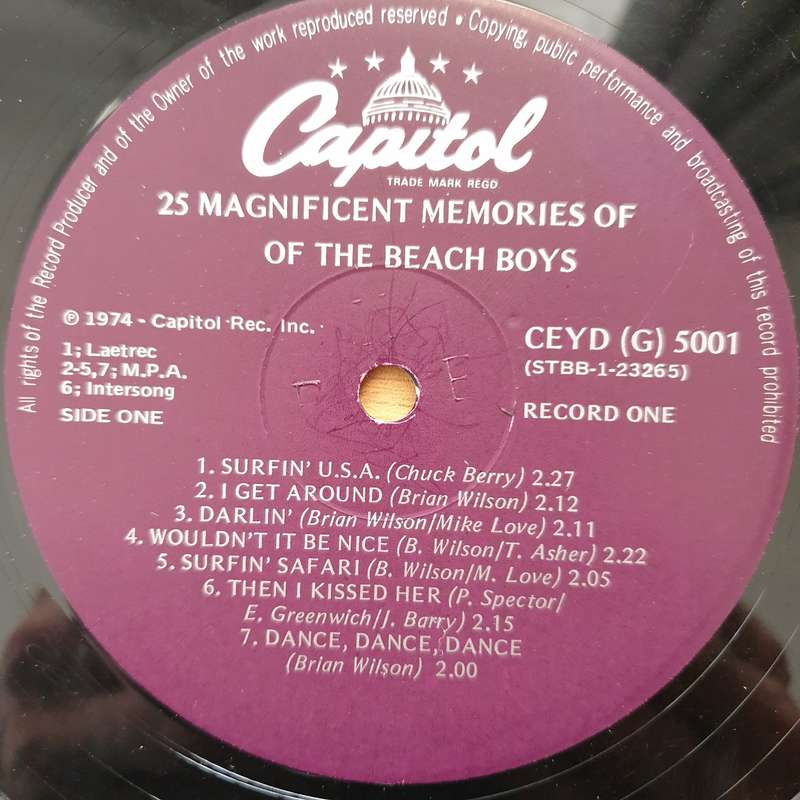 All rights of the Record Producer and of the Owner of the work reproduced reserved • Copying, public performance and broadcasting of this record prohibited
Capitol
TRADE MARK REGD
25 MAGNIFICENT MEMORIES OF
OF THE BEACH BOYS
℗ 1974 - Capitol Rec. Inc.
1; Laetrec
2-5,7; M.P.A.
6; Intersong
SIDE ONE
CEYD (G) 5001
(STBB-1-23265)
RECORD ONE
1. SURFIN' U.S.A. (Chuck Berry) 2.27
2. I GET AROUND (Brian Wilson) 2.12
3. DARLIN' (Brian Wilson/Mike Love) 2.11
4. WOULDN'T IT BE NICE (B. Wilson/T. Asher) 2.22
5. SURFIN' SAFARI (B. Wilson/M. Love) 2.05
6. THEN I KISSED HER (P. Spector/
E. Greenwich/J. Barry) 2.15
7. DANCE, DANCE, DANCE
(Brian Wilson) 2.00